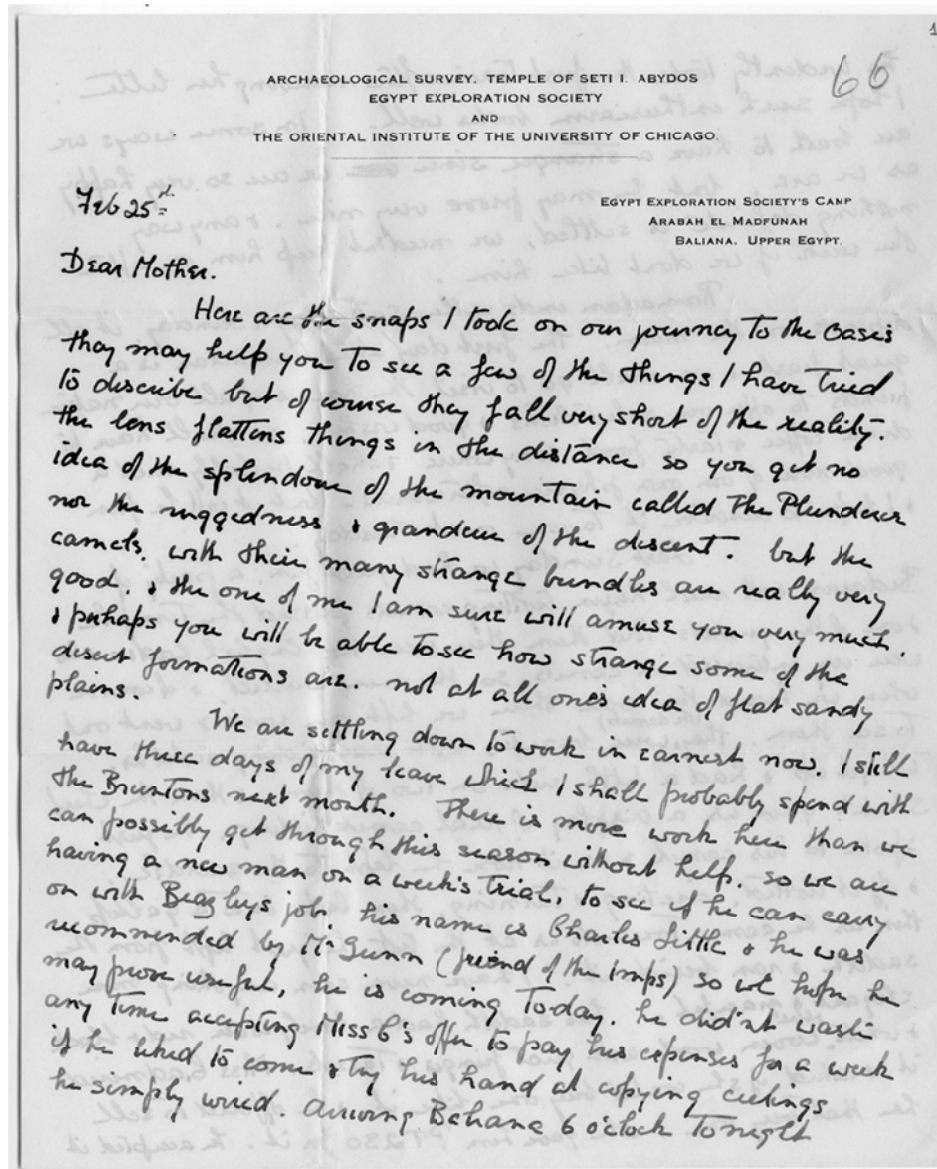 1
66
ARCHAEOLOGICAL SURVEY. TEMPLE OF SETI I. ABYDOS
EGYPT EXPLORATION SOCIETY
AND
THE ORIENTAL INSTITUTE OF THE UNIVERSITY OF CHICAGO.
Feb 25th
EGYPT EXPLORATION SOCIETY'S CAMP
ARABAH EL MADFUNAH
BALIANA. UPPER EGYPT.
Dear Mother.
Here are the snaps I took on our journey to the Oasis
they may help you to see a few of the things I have tried
to describe but of course they fall very short of the reality.
the lens flattens things in the distance so you get no
idea of the splendour of the mountain called The Plunderer
nor the ruggedness & grandeur of the descent. but the
camels, with their many strange bundles are really very
good. & the one of me I am sure will amuse you very much.
& perhaps you will be able to see how strange some of the
desert formations are. not at all one's idea of flat sandy
plains.
We are settling down to work in earnest now. I still
have three days of my leave which I shall probably spend with
the Bruntons next month. There is more work here than we
can possibly get through this season without help. so we are
having a new man on a week's trial, to see if he can carry
on with Beazleys job his name is Charles Little & he was
recommended by Mr Gunn (friend of the Imps) so we hope he
may prove useful, he is coming today. he did'nt waste
any time accepting Miss C's offer to pay his expenses for a week
if he liked to come & try his hand at copying ceilings
he simply wired. Arriving Baliana 6 o'clock tonight